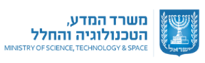 משרד המדע,
הטכנולוגיה והחלל
MINISTRY OF SCIENCE, TECHNOLOGY & SPACE